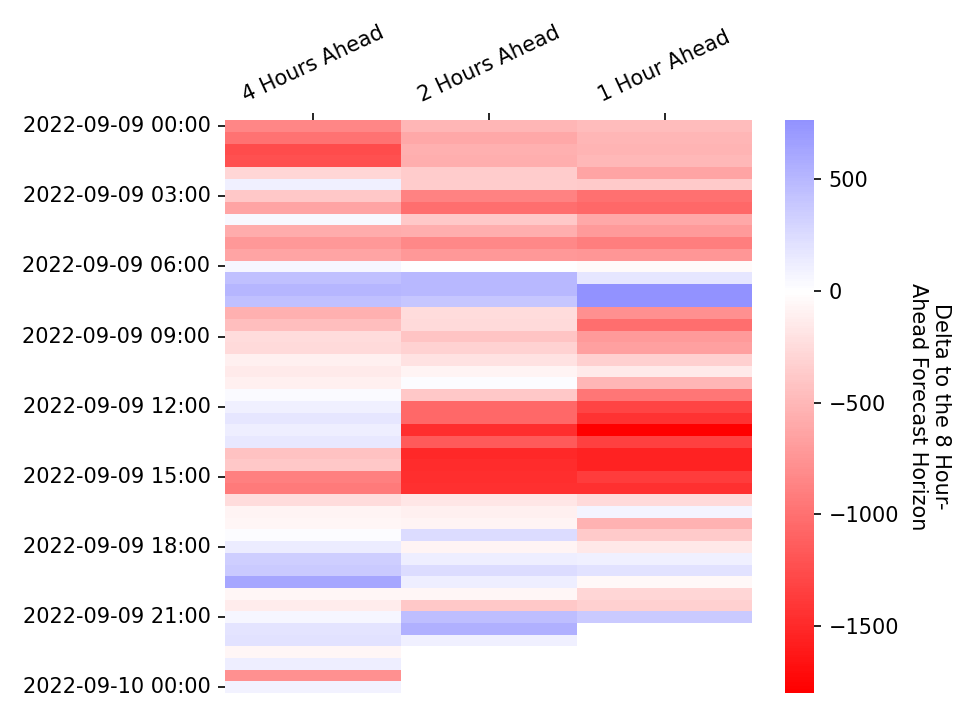 4 Hours Ahead
2 Hours Ahead
1 Hour Ahead
2022-09-09 00:00
2022-09-09 03:00
2022-09-09 06:00
2022-09-09 09:00
2022-09-09 12:00
2022-09-09 15:00
2022-09-09 18:00
2022-09-09 21:00
2022-09-10 00:00
500
0
−500
−1000
−1500
Delta to the 8 Hour-
Ahead Forecast Horizon